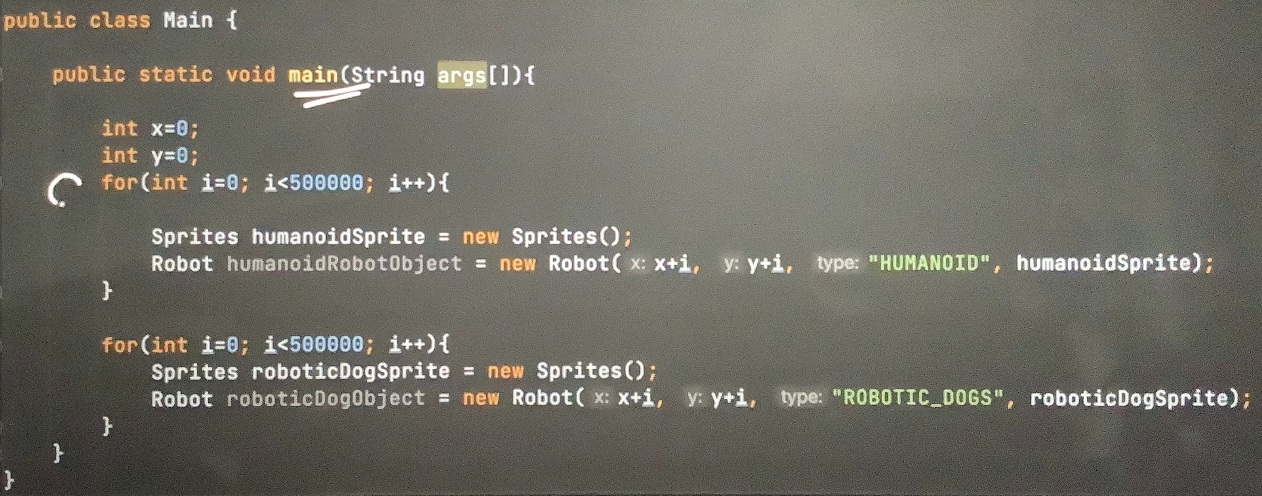 public class Main {
public static void main(String args[]){
int x=0;
int y=0;
for(int i=0; i<500000; i++){
Sprites humanoidSprite = new Sprites();
Robot humanoidRobotObject = new Robot( x: x+i, y: y+i, type: "HUMANOID", humanoidSprite);
}
for(int i=0; i<500000; i++){
Sprites roboticDogSprite = new Sprites();
Robot roboticDogObject = new Robot( x: x+i, y: y+i, type: "ROBOTIC_DOGS", roboticDogSprite);
}
}
}